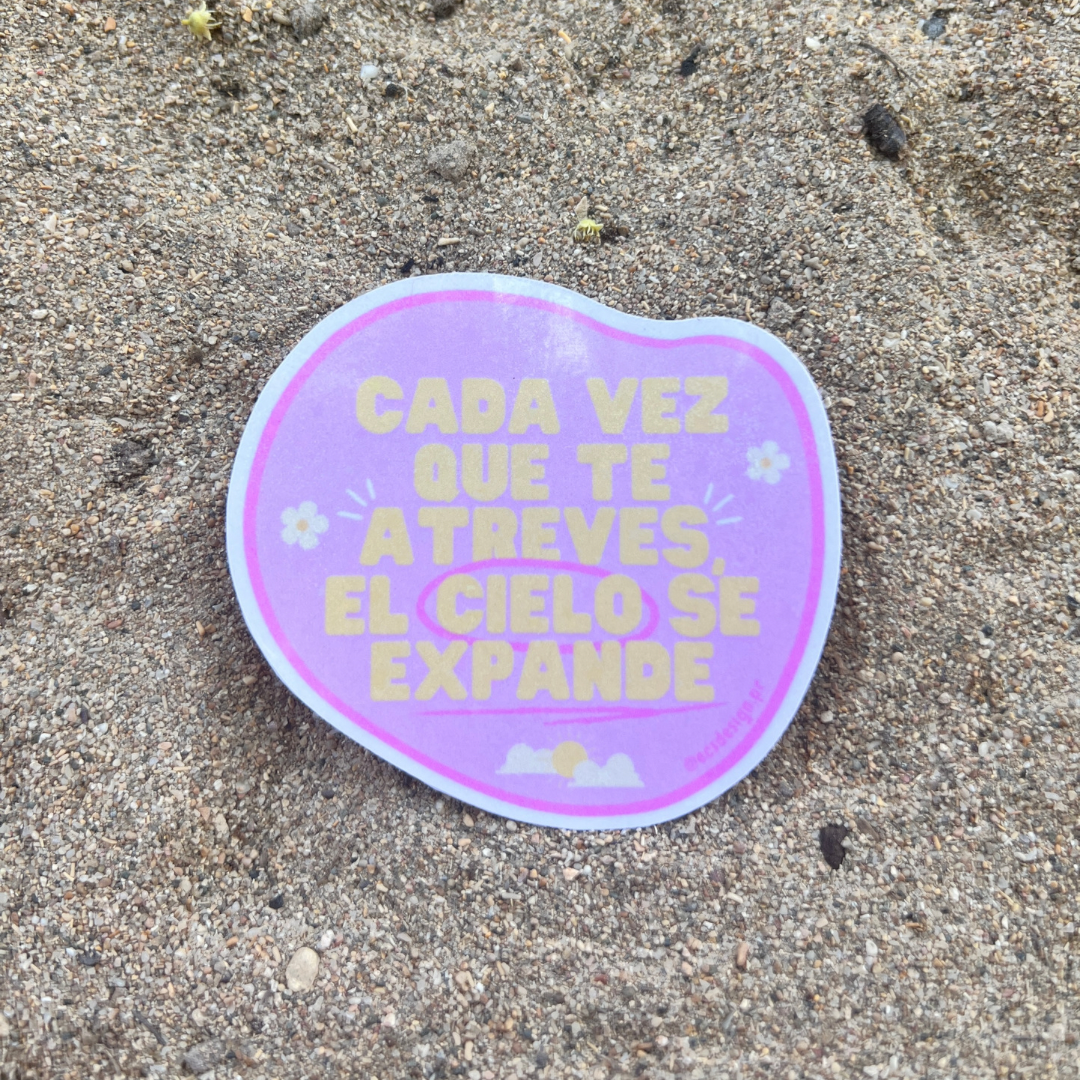 CADA VEZ
QUE TE
ATREVES,
EL CIELO SE
EXPANDE